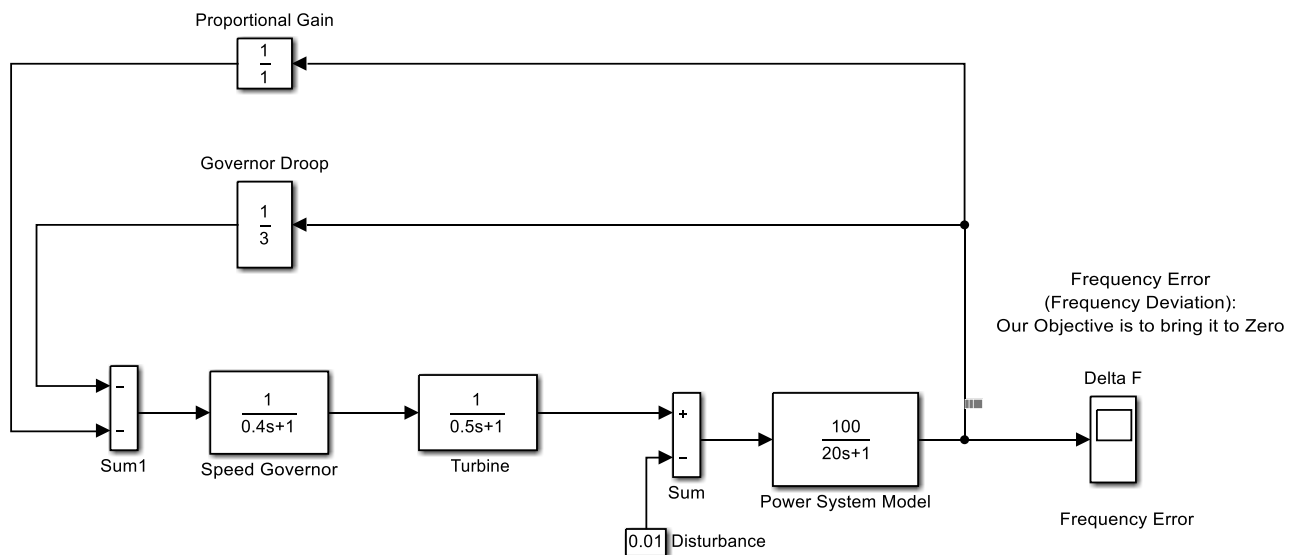 Proportional Gain
1
1
Governor Droop
1
3
Frequency Error
(Frequency Deviation):
Our Objective is to bring it to Zero
Delta F
-
-
Sum1
1
0.4s+1
Speed Governor
1
0.5s+1
Turbine
+
-
Sum
100
20s+1
Power System Model
Frequency Error
0.01 Disturbance